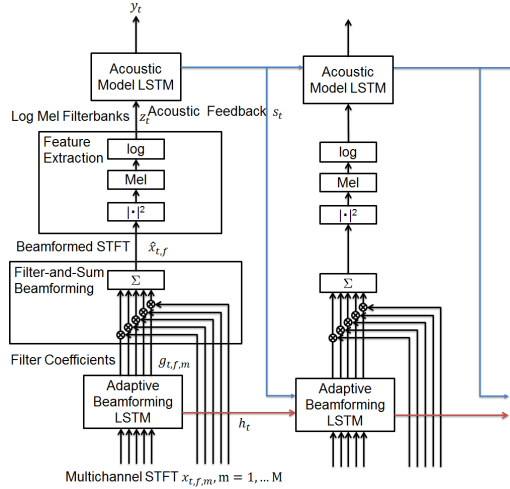 y_t
Acoustic Model LSTM
Acoustic Model LSTM
Log Mel Filterbanks z_t Acoustic Feedback s_t
Feature Extraction
log
Mel
|·|²
log
Mel
|·|²
Beamformed STFT x̂_{t,f}
Filter-and-Sum Beamforming
Σ
Σ
Filter Coefficients g_{t,f,m}
Adaptive Beamforming LSTM
Adaptive Beamforming LSTM
h_t
Multichannel STFT x_{t,f,m}, m = 1, … M